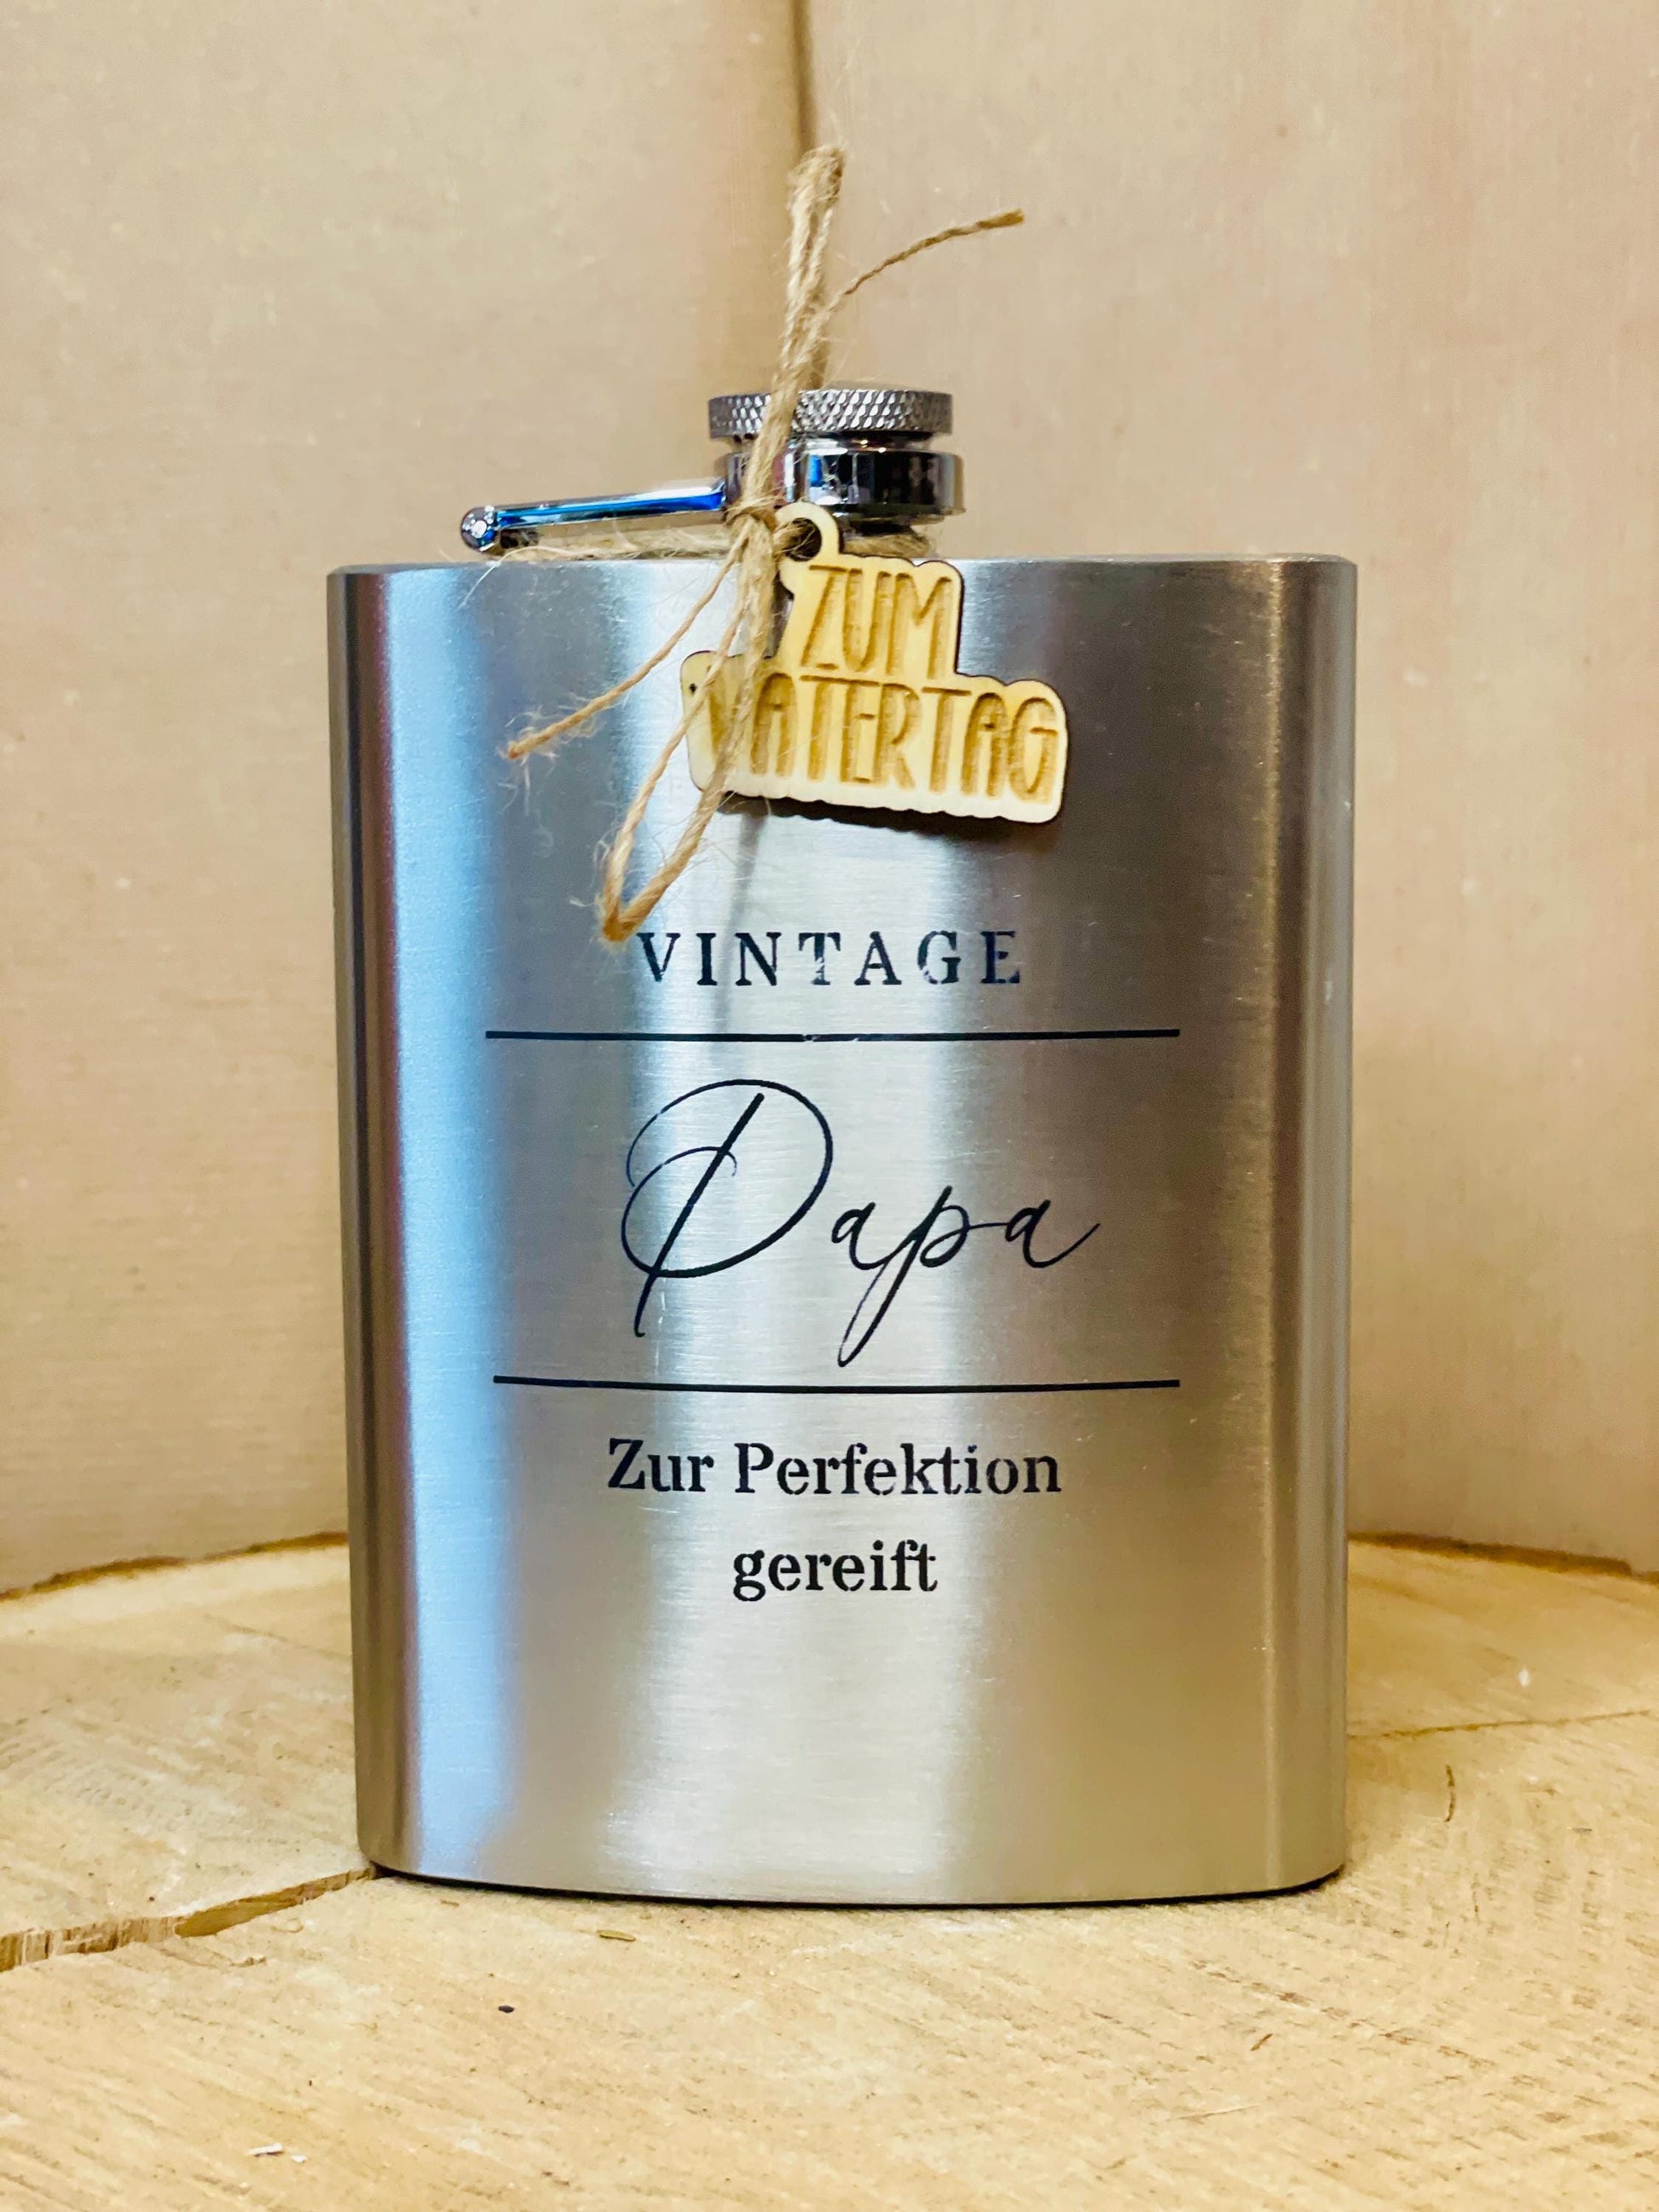 ZUM
VATERTAG
VINTAGE
Papa
Zur Perfektion
gereift